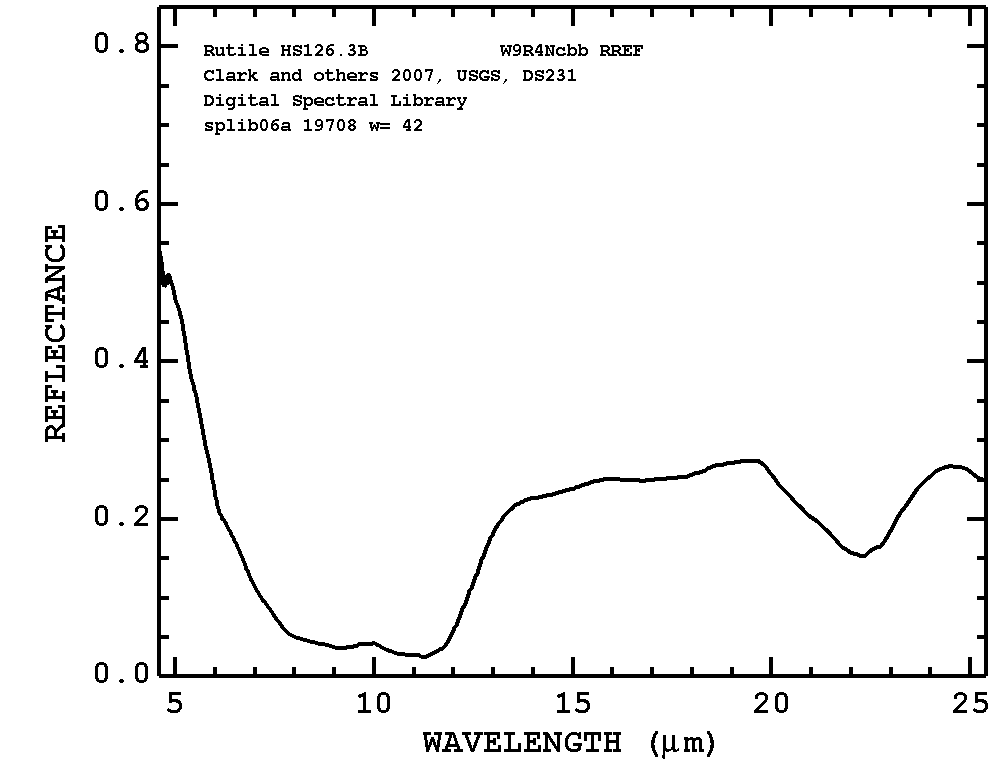 Rutile HS126.3B W9R4Ncbb RREF
Clark and others 2007, USGS, DS231
Digital Spectral Library
splib06a 19708 w= 42
0.8
0.6
0.4
0.2
0.0
REFLECTANCE
5 10 15 20 25
WAVELENGTH (μm)